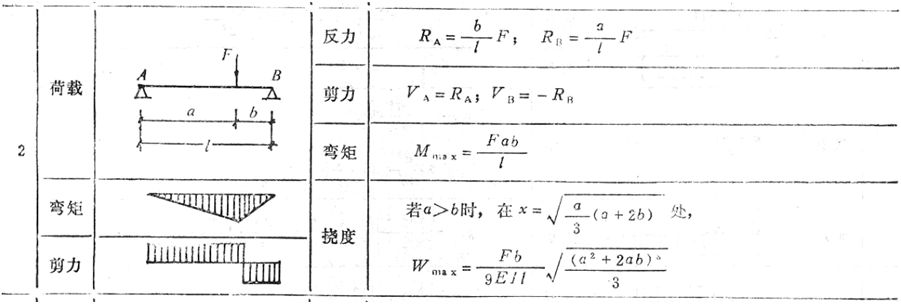 2
荷载
F
A
B
a
b
l
反力
R_A = \frac{b}{l} F; R_B = \frac{a}{l} F
剪力
V_A = R_A; V_B = -R_B
弯矩
M_{max} = \frac{Fab}{l}
弯矩
剪力
挠度
若a>b时, 在 x = \sqrt{\frac{a}{3}(a+2b)} 处,
W_{max} = \frac{Fb}{9EIl} \sqrt{\frac{(a^2+2ab)^3}{3}}